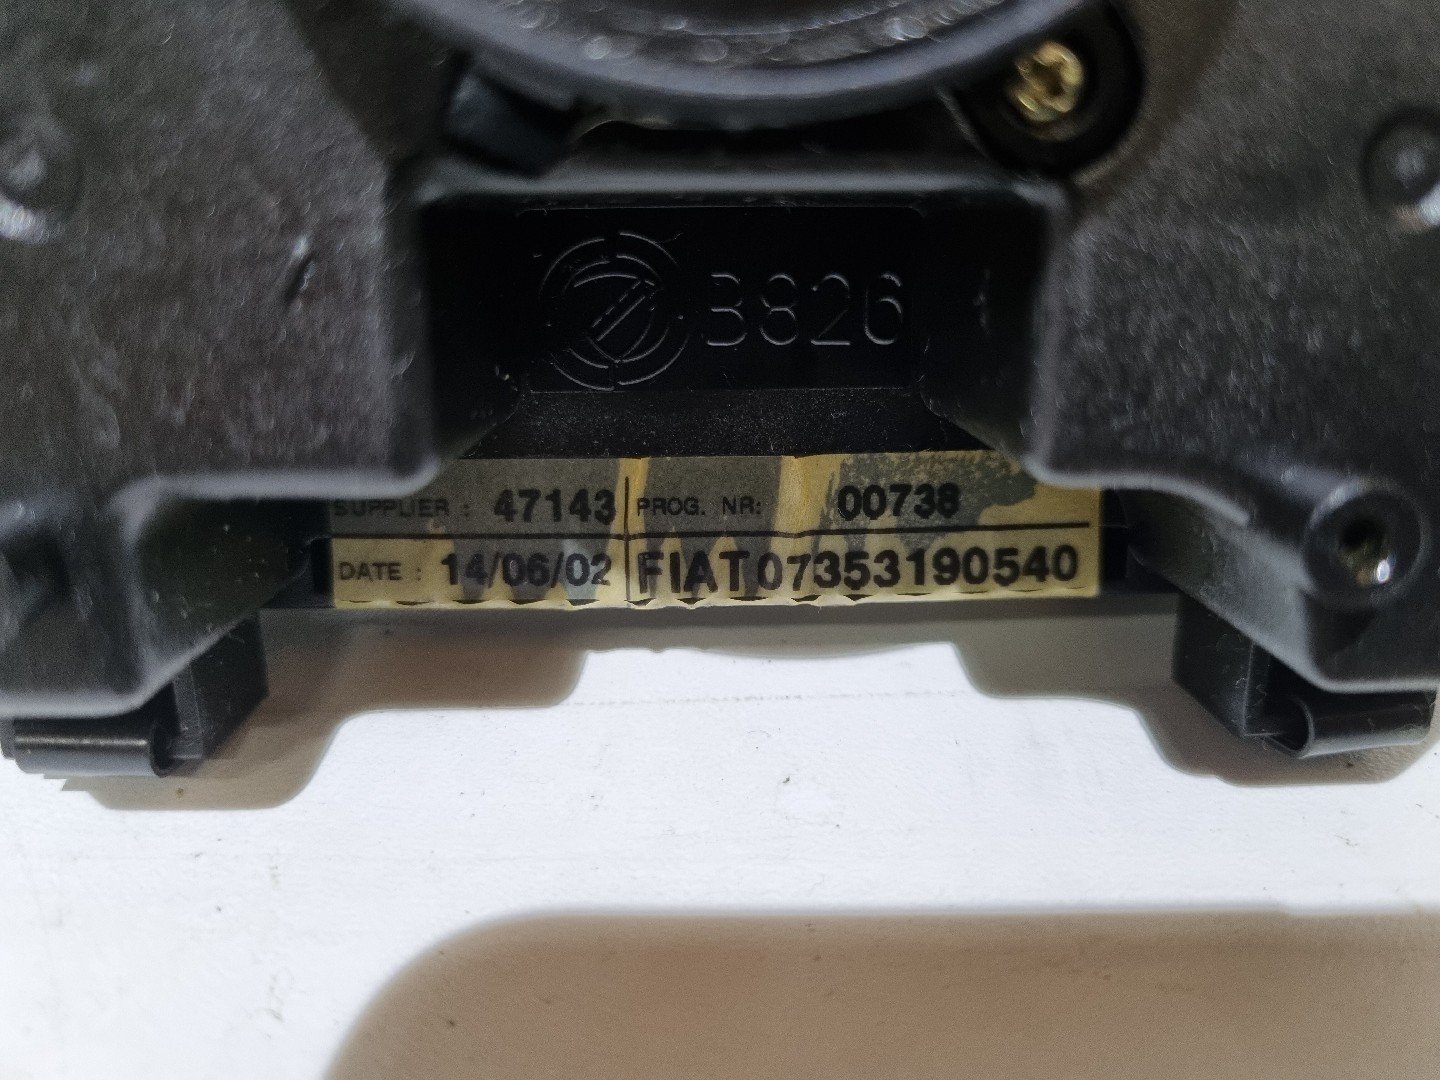 B826
SUPPLIER : 47143 PROG. NR: 00738
DATE : 14/06/02 FIAT07353190540